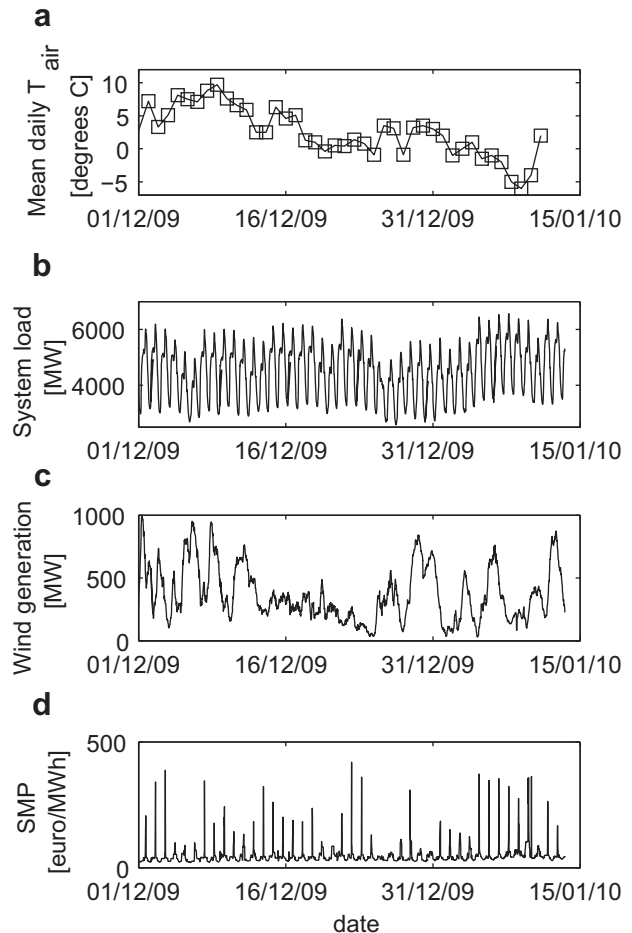 a
Mean daily T air
[degrees C]
10
5
0
−5
01/12/09 16/12/09 31/12/09 15/01/10
b
System load
[MW]
6000
4000
01/12/09 16/12/09 31/12/09 15/01/10
c
Wind generation
[MW]
1000
500
0
01/12/09 16/12/09 31/12/09 15/01/10
d
SMP
[euro/MWh]
500
0
01/12/09 16/12/09 31/12/09 15/01/10
date